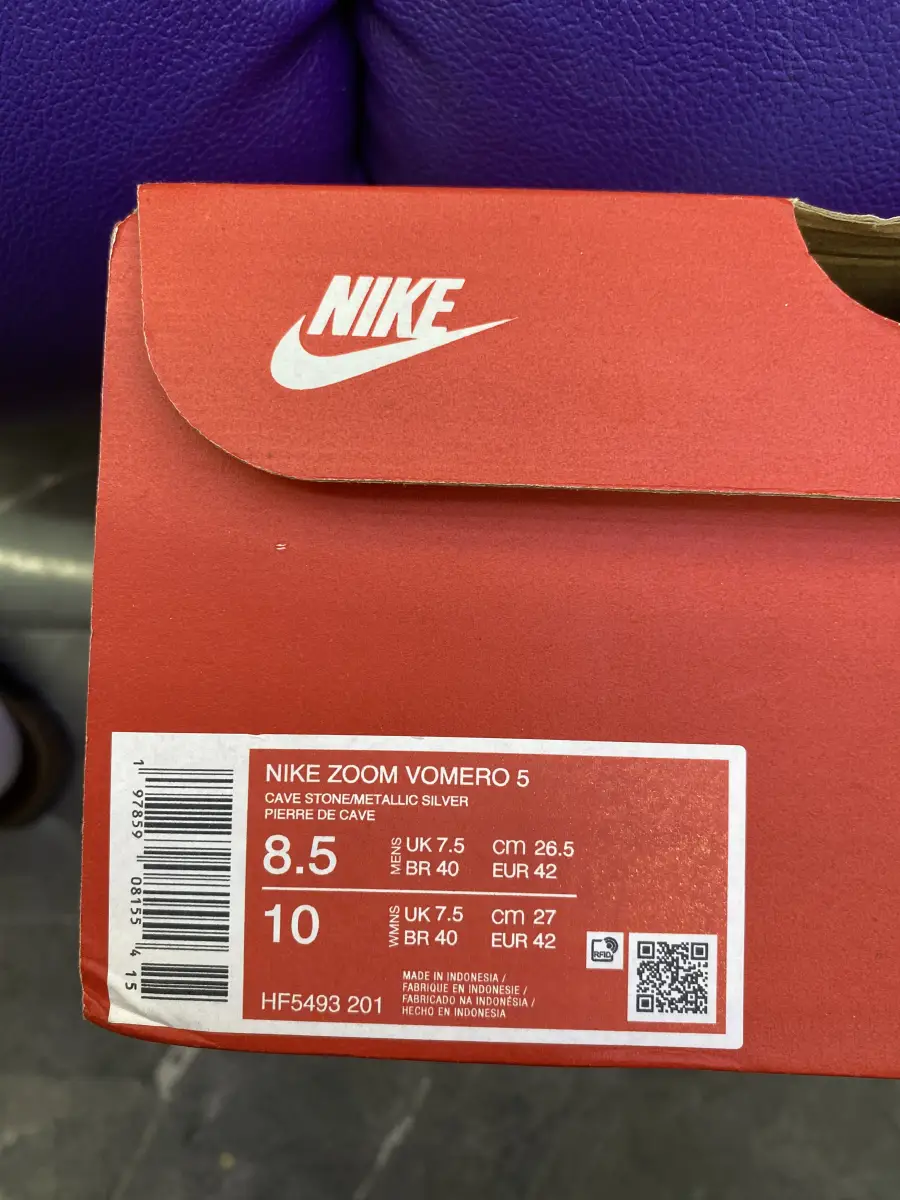 NIKE
NIKE ZOOM VOMERO 5
CAVE STONE/METALLIC SILVER
PIERRE DE CAVE
8.5 MENS UK 7.5 cm 26.5
BR 40 EUR 42
10 WMNS UK 7.5 cm 27
BR 40 EUR 42
RFID
MADE IN INDONESIA /
FABRIQUE EN INDONESIE /
FABRICADO NA INDONÉSIA /
HECHO EN INDONESIA
HF5493 201
1 97859 08155 4 15